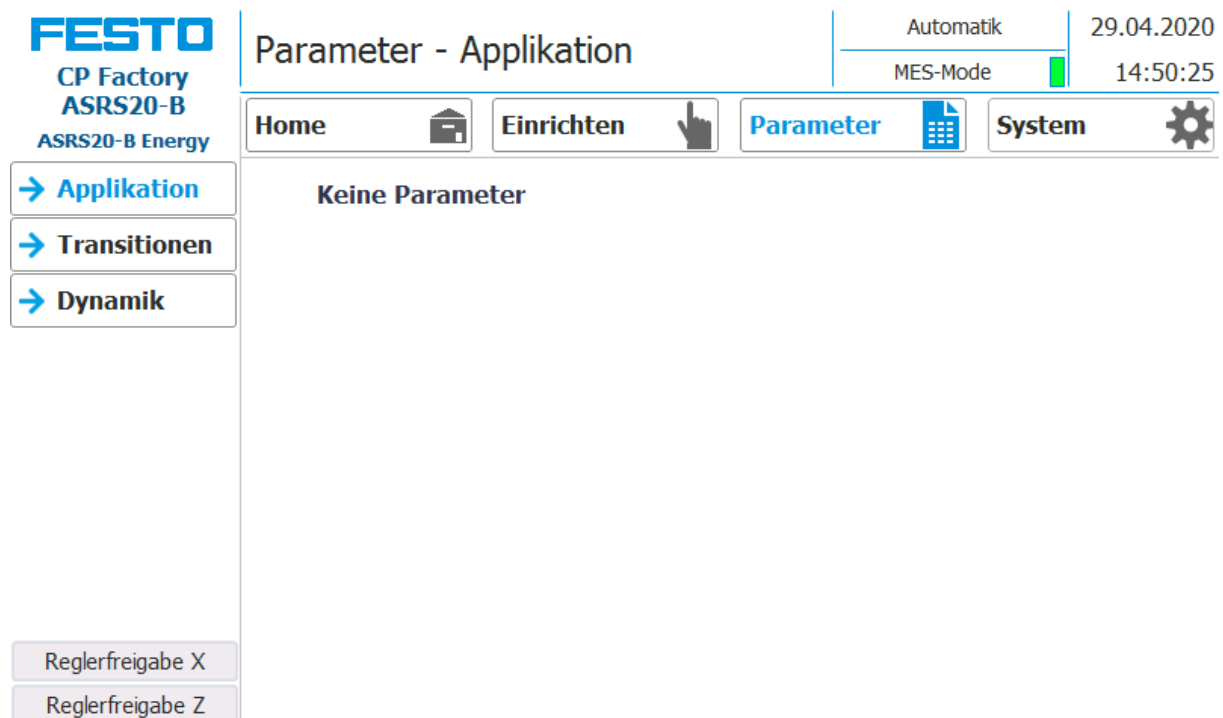 FESTO
CP Factory
ASRS20-B
ASRS20-B Energy
Parameter - Applikation
Automatik
MES-Mode
29.04.2020
14:50:25
Home
Einrichten
Parameter
System
Applikation
Transitionen
Dynamik
Keine Parameter
Reglerfreigabe X
Reglerfreigabe Z